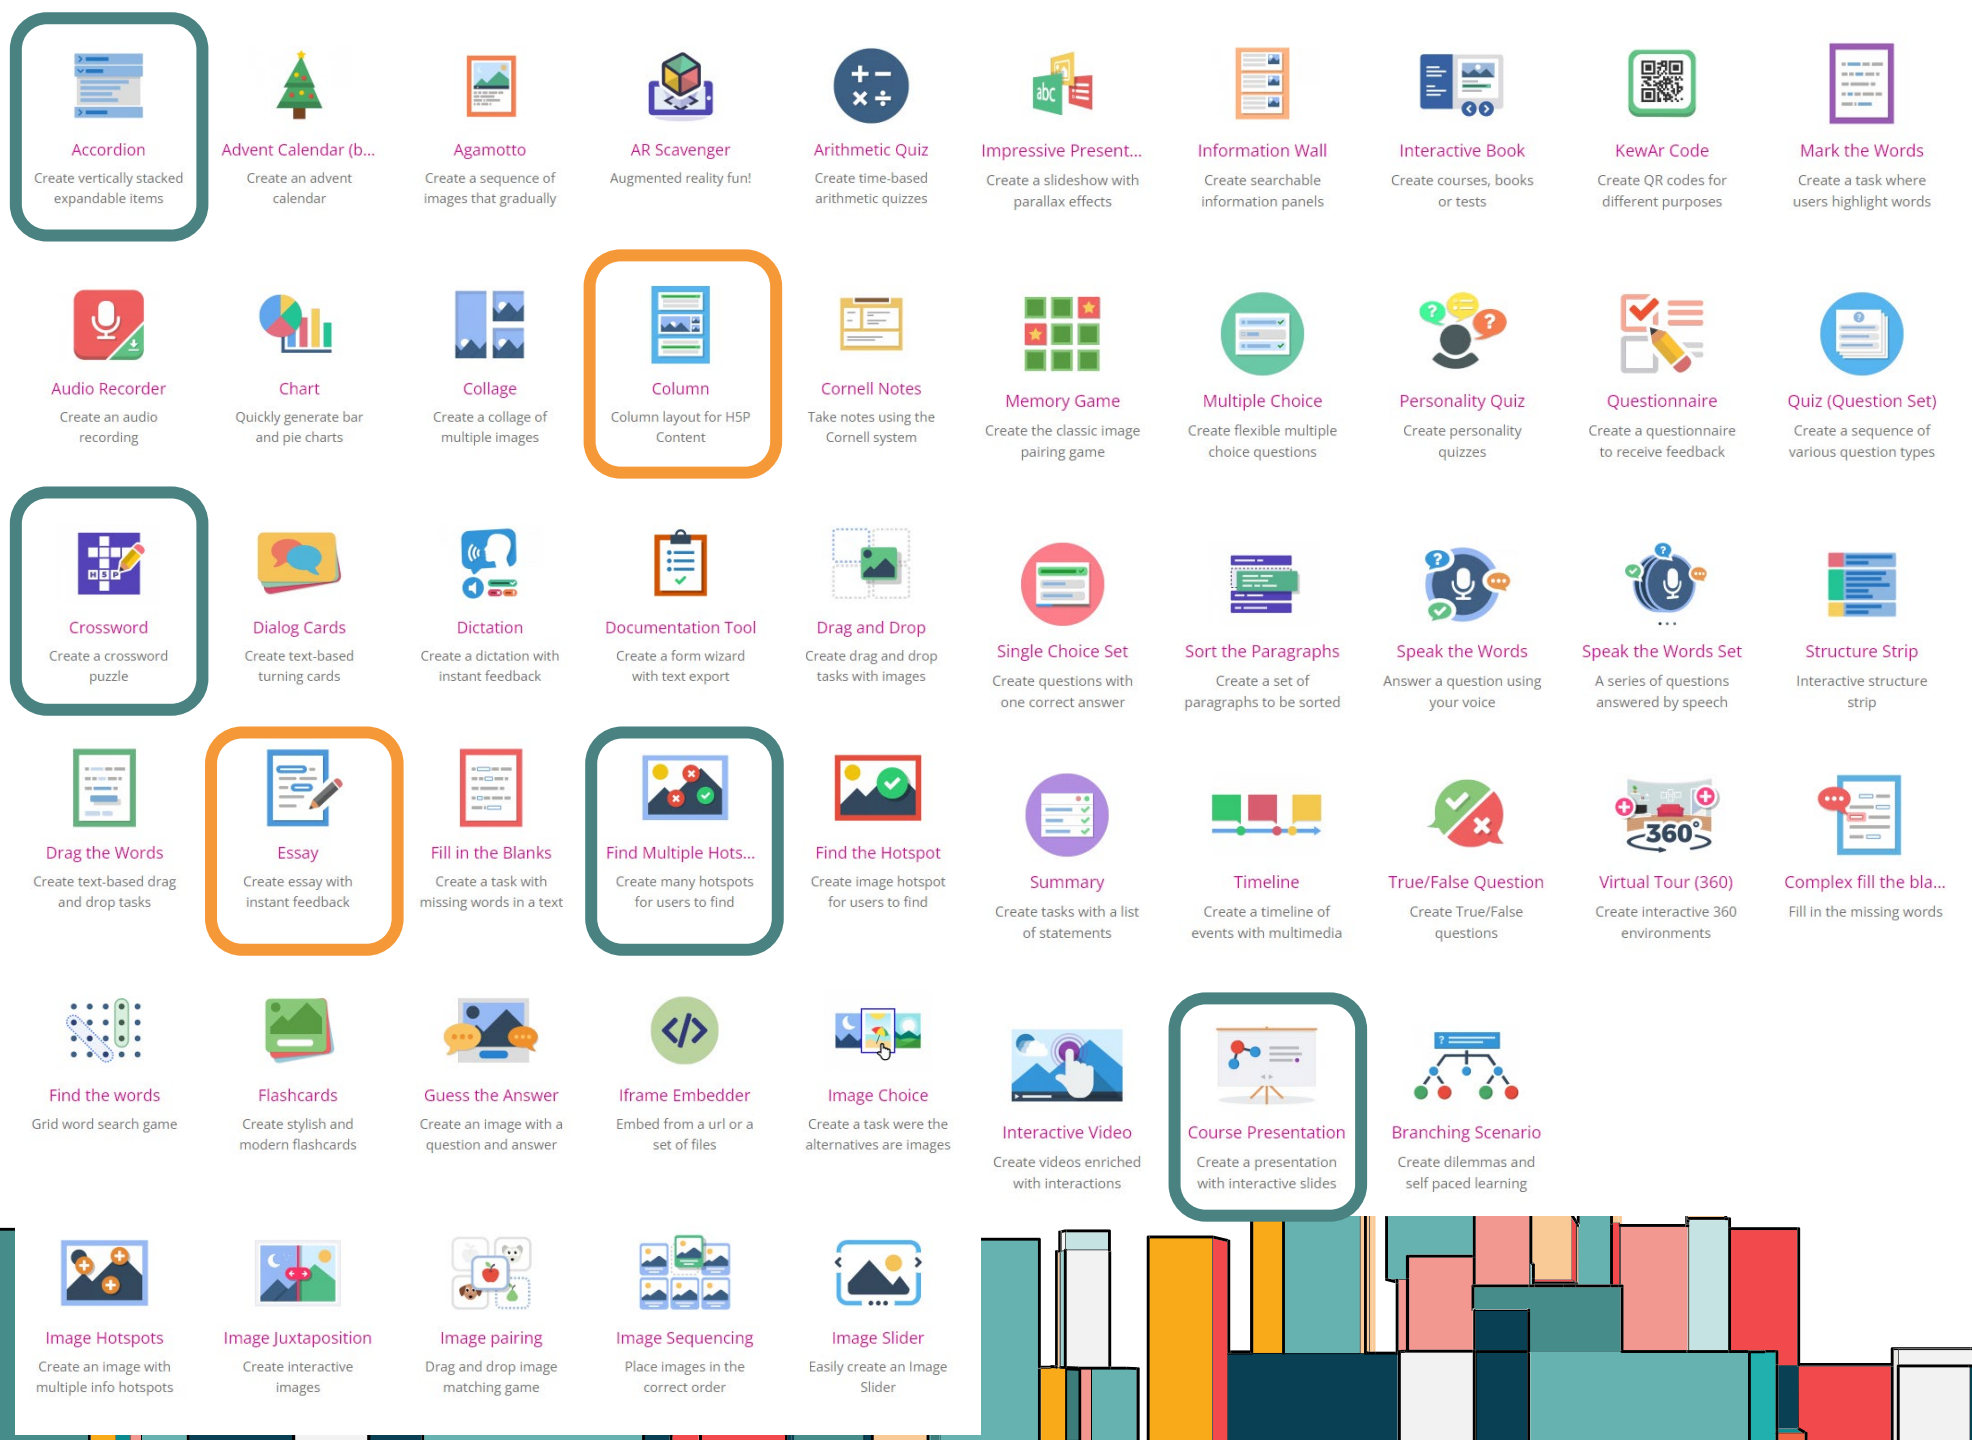 Accordion
Create vertically stacked
expandable items
Advent Calendar (b...
Create an advent
calendar
Agamotto
Create a sequence of
images that gradually
AR Scavenger
Augmented reality fun!
Arithmetic Quiz
Create time-based
arithmetic quizzes
abc
Impressive Present...
Create a slideshow with
parallax effects
Information Wall
Create searchable
information panels
Interactive Book
Create courses, books
or tests
KewAr Code
Create QR codes for
different purposes
Mark the Words
Create a task where
users highlight words
Audio Recorder
Create an audio
recording
Chart
Quickly generate bar
and pie charts
Collage
Create a collage of
multiple images
Column
Column layout for H5P
Content
Cornell Notes
Take notes using the
Cornell system
Memory Game
Create the classic image
pairing game
Multiple Choice
Create flexible multiple
choice questions
Personality Quiz
Create personality
quizzes
Questionnaire
Create a questionnaire
to receive feedback
Quiz (Question Set)
Create a sequence of
various question types
H5P
Crossword
Create a crossword
puzzle
Dialog Cards
Create text-based
turning cards
Dictation
Create a dictation with
instant feedback
Documentation Tool
Create a form wizard
with text export
Drag and Drop
Create drag and drop
tasks with images
Single Choice Set
Create questions with
one correct answer
Sort the Paragraphs
Create a set of
paragraphs to be sorted
Speak the Words
Answer a question using
your voice
Speak the Words Set
A series of questions
answered by speech
Structure Strip
Interactive structure
strip
Drag the Words
Create text-based drag
and drop tasks
Essay
Create essay with
instant feedback
Fill in the Blanks
Create a task with
missing words in a text
Find Multiple Hots...
Create many hotspots
for users to find
Find the Hotspot
Create image hotspot
for users to find
Summary
Create tasks with a list
of statements
Timeline
Create a timeline of
events with multimedia
True/False Question
Create True/False
questions
360°
Virtual Tour (360)
Create interactive 360
environments
Complex fill the bla...
Fill in the missing words
Find the words
Grid word search game
Flashcards
Create stylish and
modern flashcards
Guess the Answer
Create an image with a
question and answer
Iframe Embedder
Embed from a url or a
set of files
Image Choice
Create a task were the
alternatives are images
Interactive Video
Create videos enriched
with interactions
Course Presentation
Create a presentation
with interactive slides
Branching Scenario
Create dilemmas and
self paced learning
Image Hotspots
Create an image with
multiple info hotspots
Image Juxtaposition
Create interactive
images
Image pairing
Drag and drop image
matching game
Image Sequencing
Place images in the
correct order
Image Slider
Easily create an Image
Slider